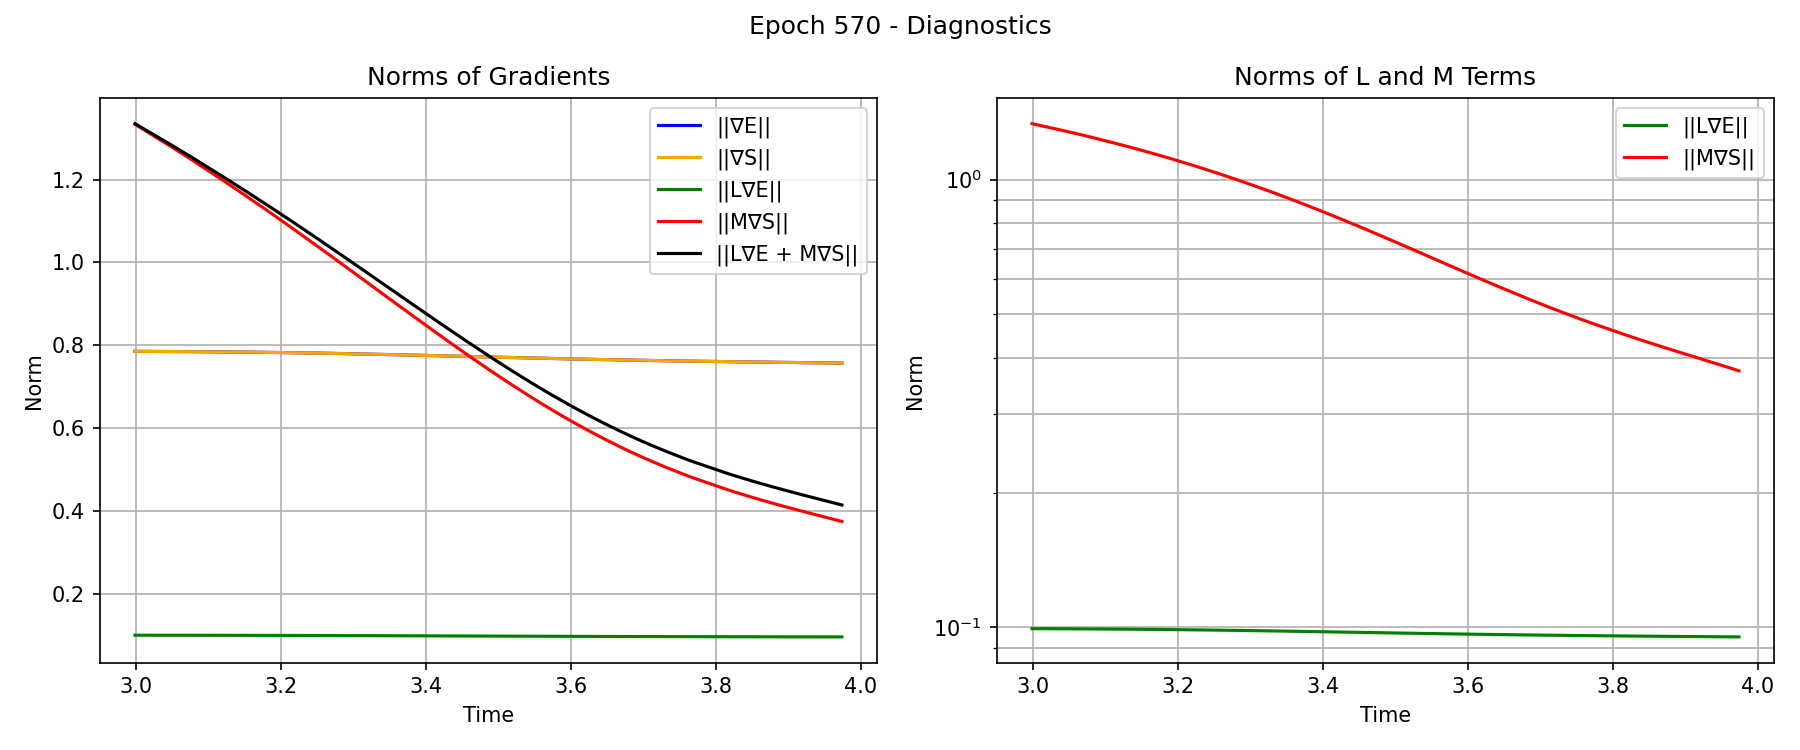 Epoch 570 - Diagnostics
Norms of Gradients
Norm
1.2
1.0
0.8
0.6
0.4
0.2
3.0 3.2 3.4 3.6 3.8 4.0
Time
||∇E||
||∇S||
||L∇E||
||M∇S||
||L∇E + M∇S||
Norms of L and M Terms
Norm
10⁰
10⁻¹
3.0 3.2 3.4 3.6 3.8 4.0
Time
||L∇E||
||M∇S||